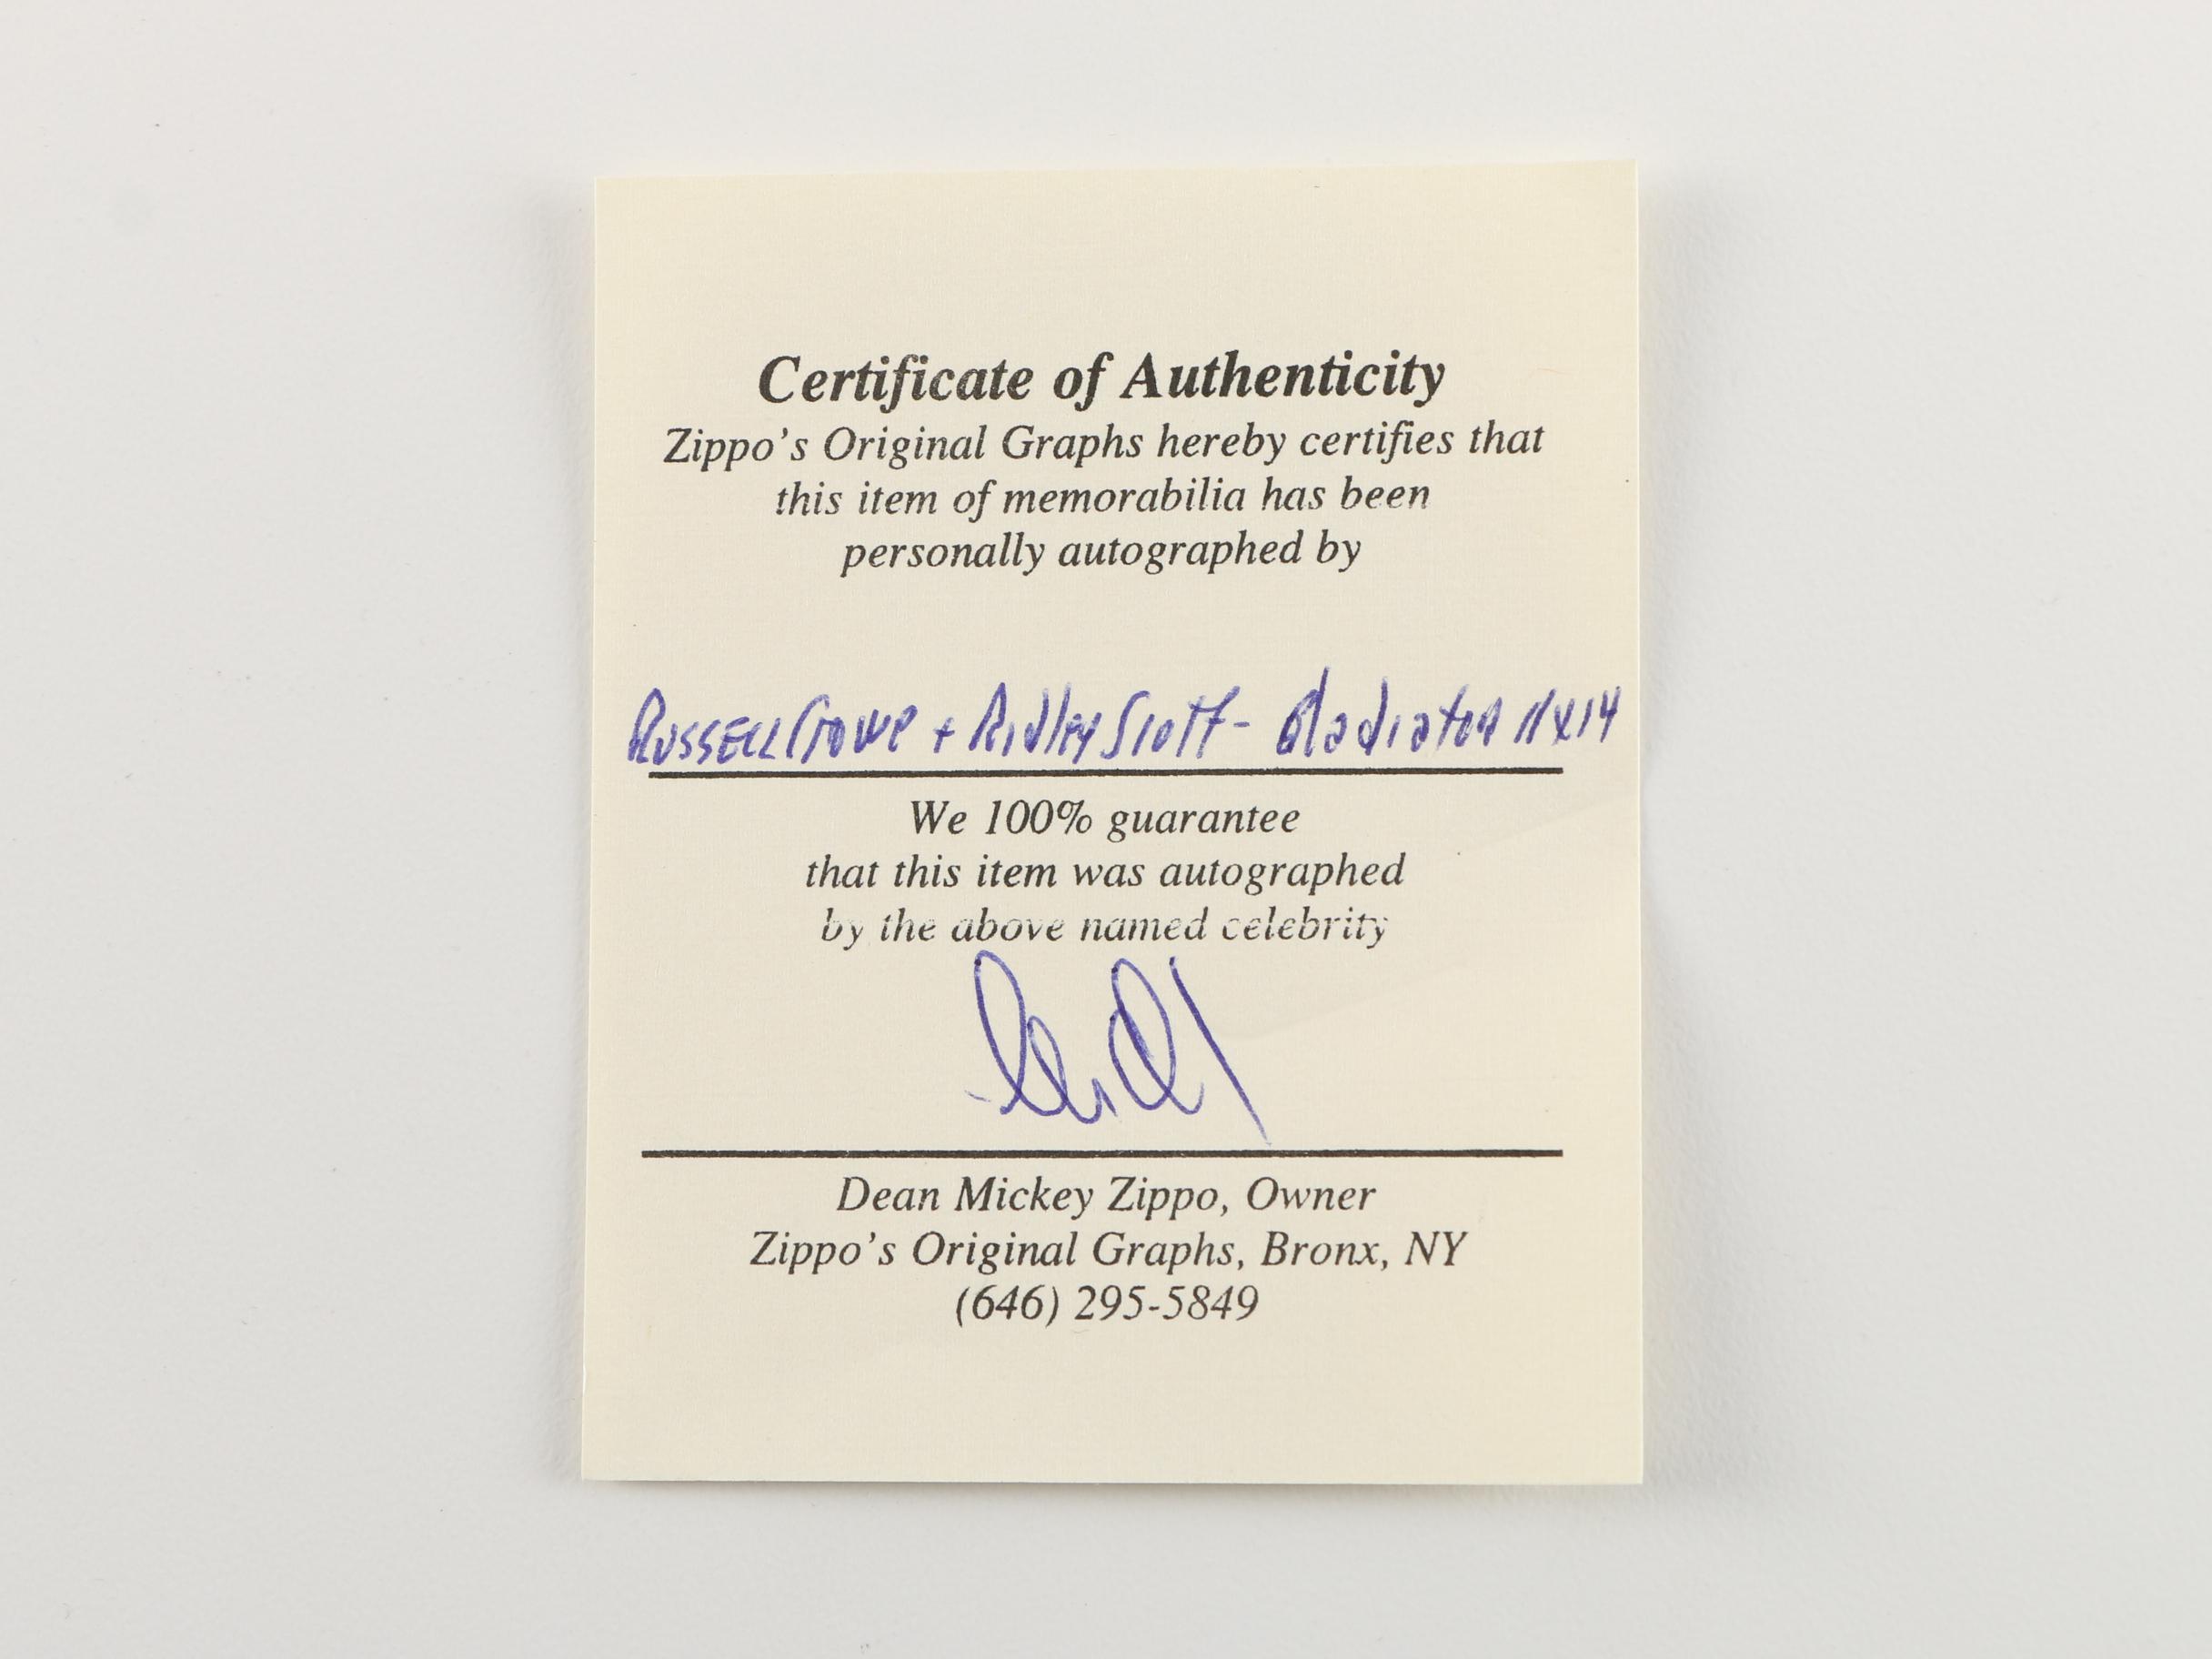 Certificate of Authenticity
Zippo's Original Graphs hereby certifies that
this item of memorabilia has been
personally autographed by
Russell Crowe + Ridley Scott - Gladiator 11x14
We 100% guarantee
that this item was autographed
by the above named celebrity
Dean Mickey Zippo, Owner
Zippo's Original Graphs, Bronx, NY
(646) 295-5849